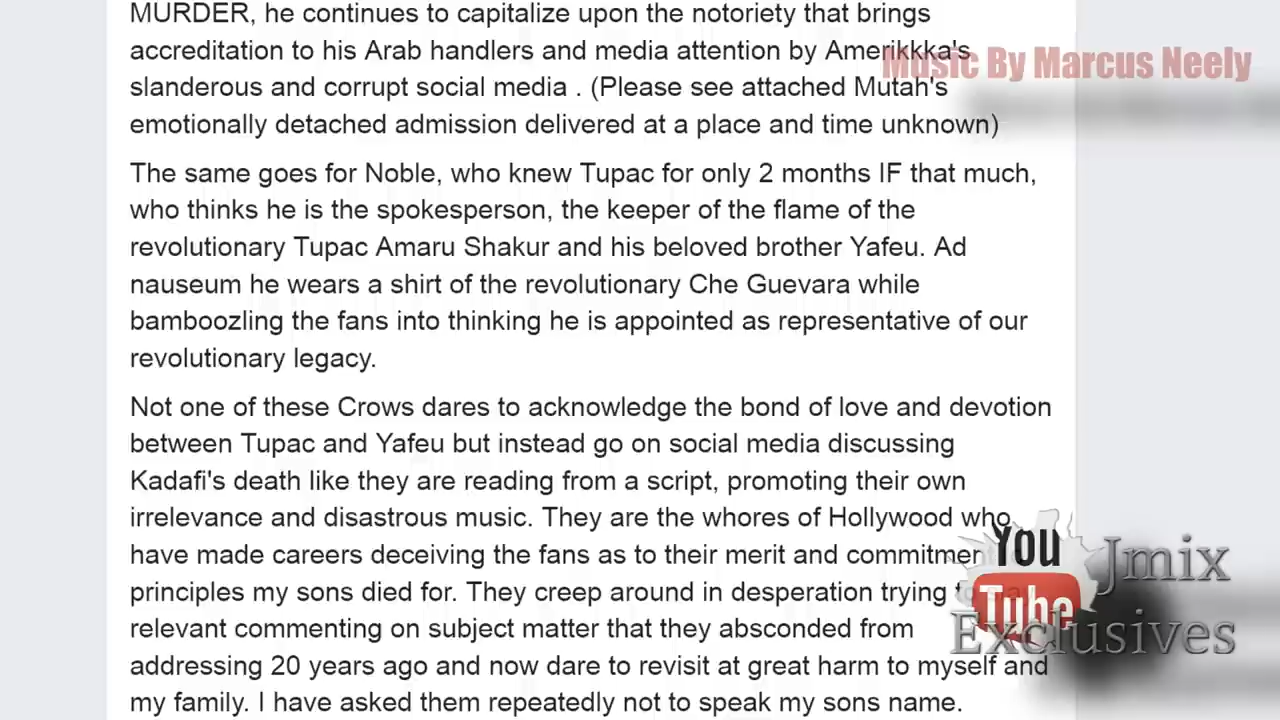 MURDER, he continues to capitalize upon the notoriety that brings
accreditation to his Arab handlers and media attention by Amerikkka's
Music By Marcus Neely
slanderous and corrupt social media . (Please see attached Mutah's
emotionally detached admission delivered at a place and time unknown)
The same goes for Noble, who knew Tupac for only 2 months IF that much,
who thinks he is the spokesperson, the keeper of the flame of the
revolutionary Tupac Amaru Shakur and his beloved brother Yafeu. Ad
nauseum he wears a shirt of the revolutionary Che Guevara while
bamboozling the fans into thinking he is appointed as representative of our
revolutionary legacy.
Not one of these Crows dares to acknowledge the bond of love and devotion
between Tupac and Yafeu but instead go on social media discussing
Kadafi's death like they are reading from a script, promoting their own
irrelevance and disastrous music. They are the whores of Hollywood who
have made careers deceiving the fans as to their merit and
principles my sons died for. They creep around in desperation trying
relevant commenting on subject matter that they absconded from
addressing 20 years ago and now dare to revisit at great harm to myself and
my family. I have asked them repeatedly not to speak my sons name.
You
Tube
Jmix
Exclusives